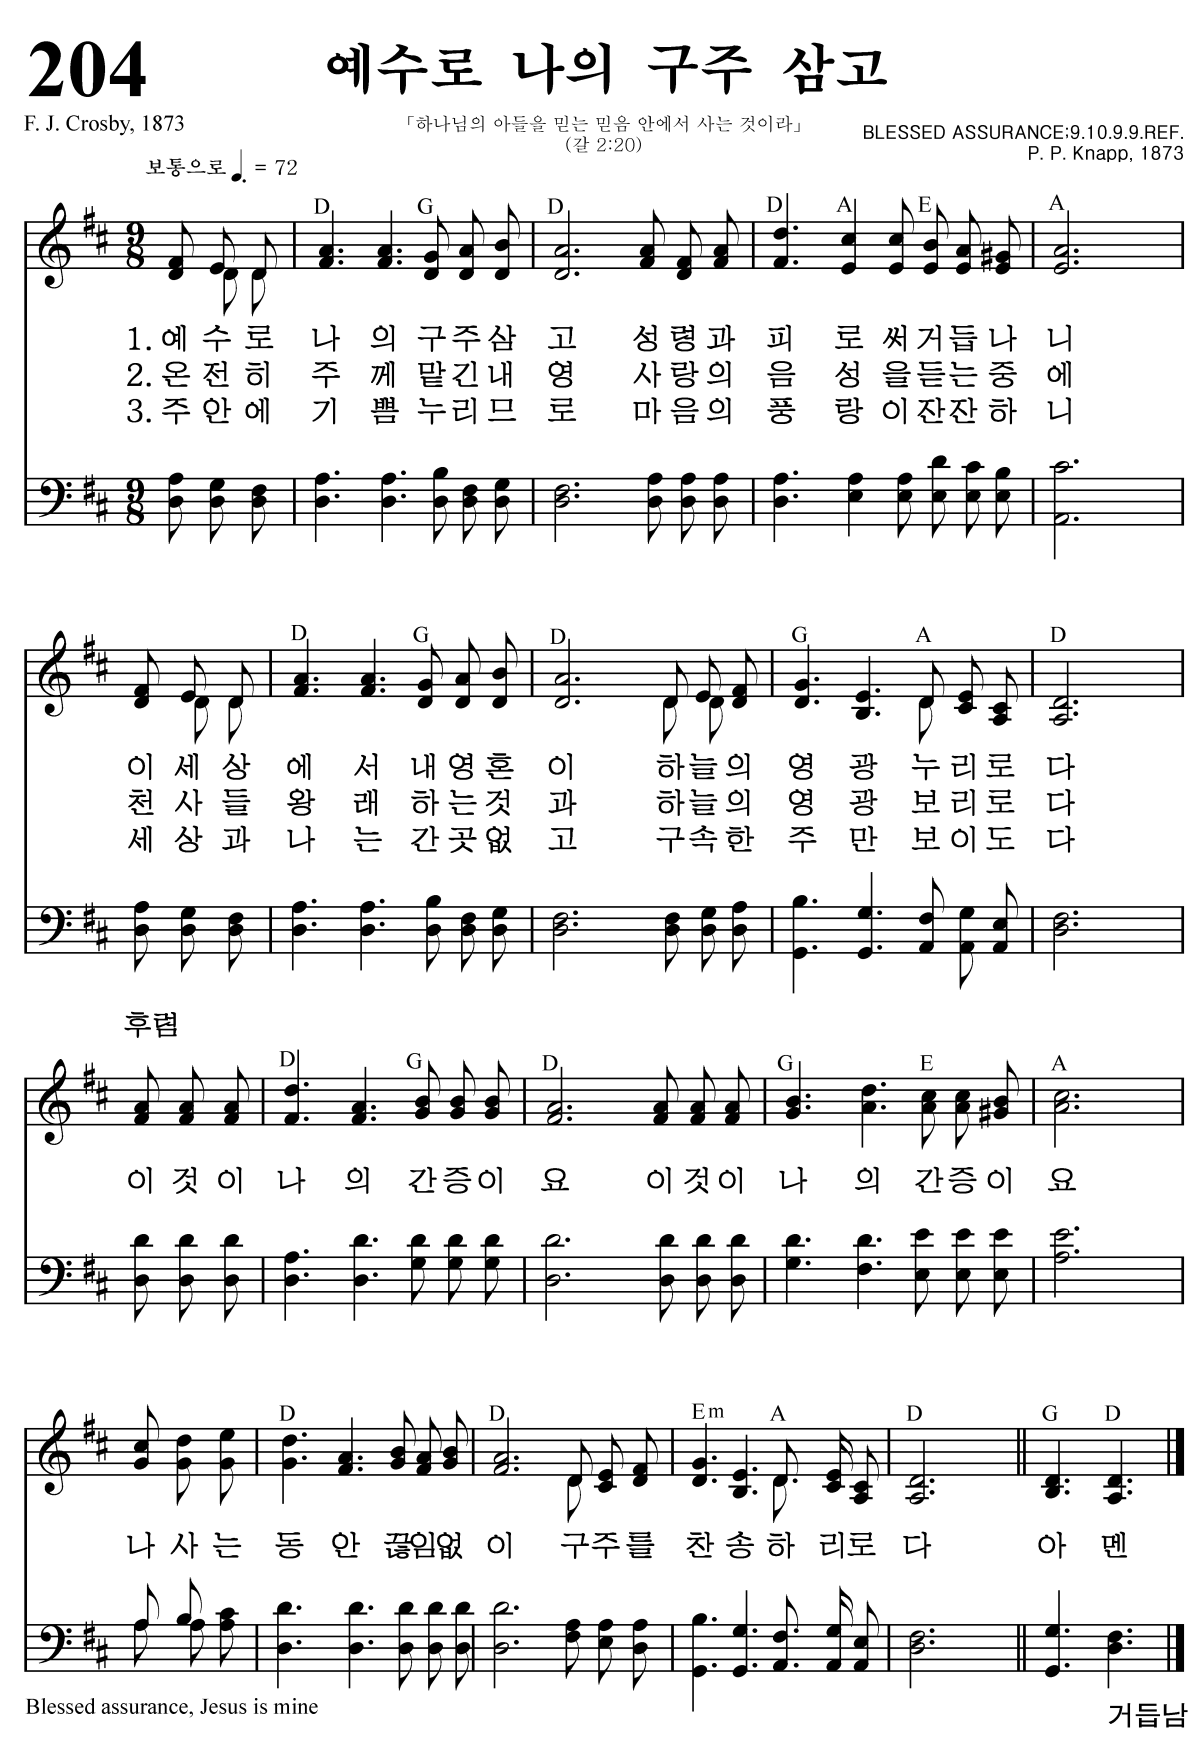 204
예수로 나의 구주 삼고
F. J. Crosby, 1873
「하나님의 아들을 믿는 믿음 안에서 사는 것이라」
(갈 2:20)
BLESSED ASSURANCE;9.10.9.9.REF.
P. P. Knapp, 1873
보통으로 ♩. = 72
D G D D A E A
9 8
1. 예 수 로 나 의 구 주 삼 고 성 령 과 피 로 써 거 듭 나 니
2. 온 전 히 주 께 맡 긴 내 영 사 랑 의 음 성 을 듣 는 중 에
3. 주 안 에 기 쁨 누 리 므 로 마 음 의 풍 랑 이 잔 잔 하 니
9 8
D G D G A D
이 세 상 에 서 내 영 혼 이 하 늘 의 영 광 누 리 로 다
천 사 들 왕 래 하 는 것 과 하 늘 의 영 광 보 리 로 다
세 상 과 나 는 간 곳 없 고 구 속 한 주 만 보 이 도 다
후렴
D G D G E A
이 것 이 나 의 간 증 이 요 이 것 이 나 의 간 증 이 요
D D Em A D G D
나 사 는 동 안 끊 임 없 이 구 주 를 찬 송 하 리 로 다 아 멘
Blessed assurance, Jesus is mine
거듭남